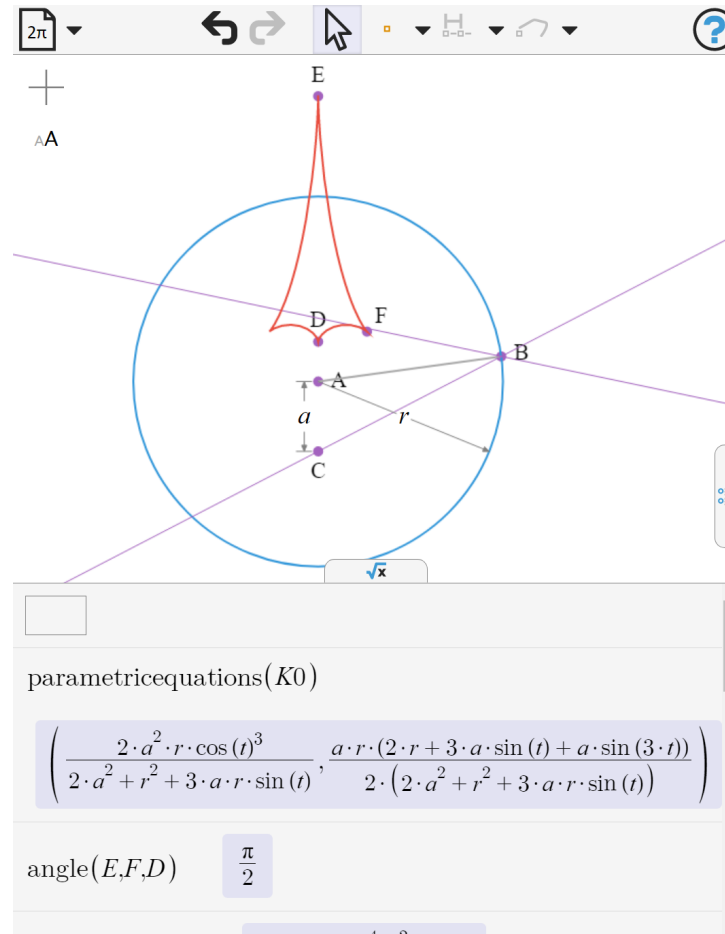 2π
?
AA
E
D
F
B
A
a
r
C
√x
parametricequations(K0)
( 2·a²·r·cos(t)³ / 2·a²+r²+3·a·r·sin(t) , a·r·(2·r+3·a·sin(t)+a·sin(3·t)) / 2·(2·a²+r²+3·a·r·sin(t)) )
angle(E,F,D) π/2